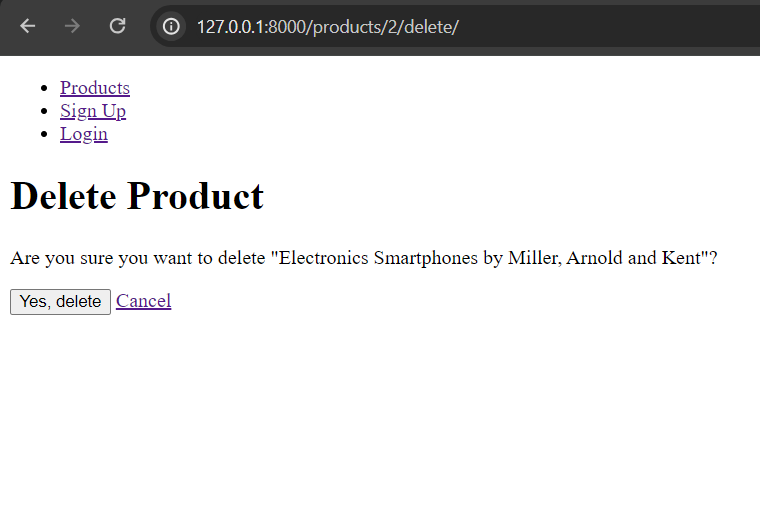 127.0.0.1:8000/products/2/delete/
Products
Sign Up
Login
Delete Product
Are you sure you want to delete "Electronics Smartphones by Miller, Arnold and Kent"?
Yes, delete Cancel